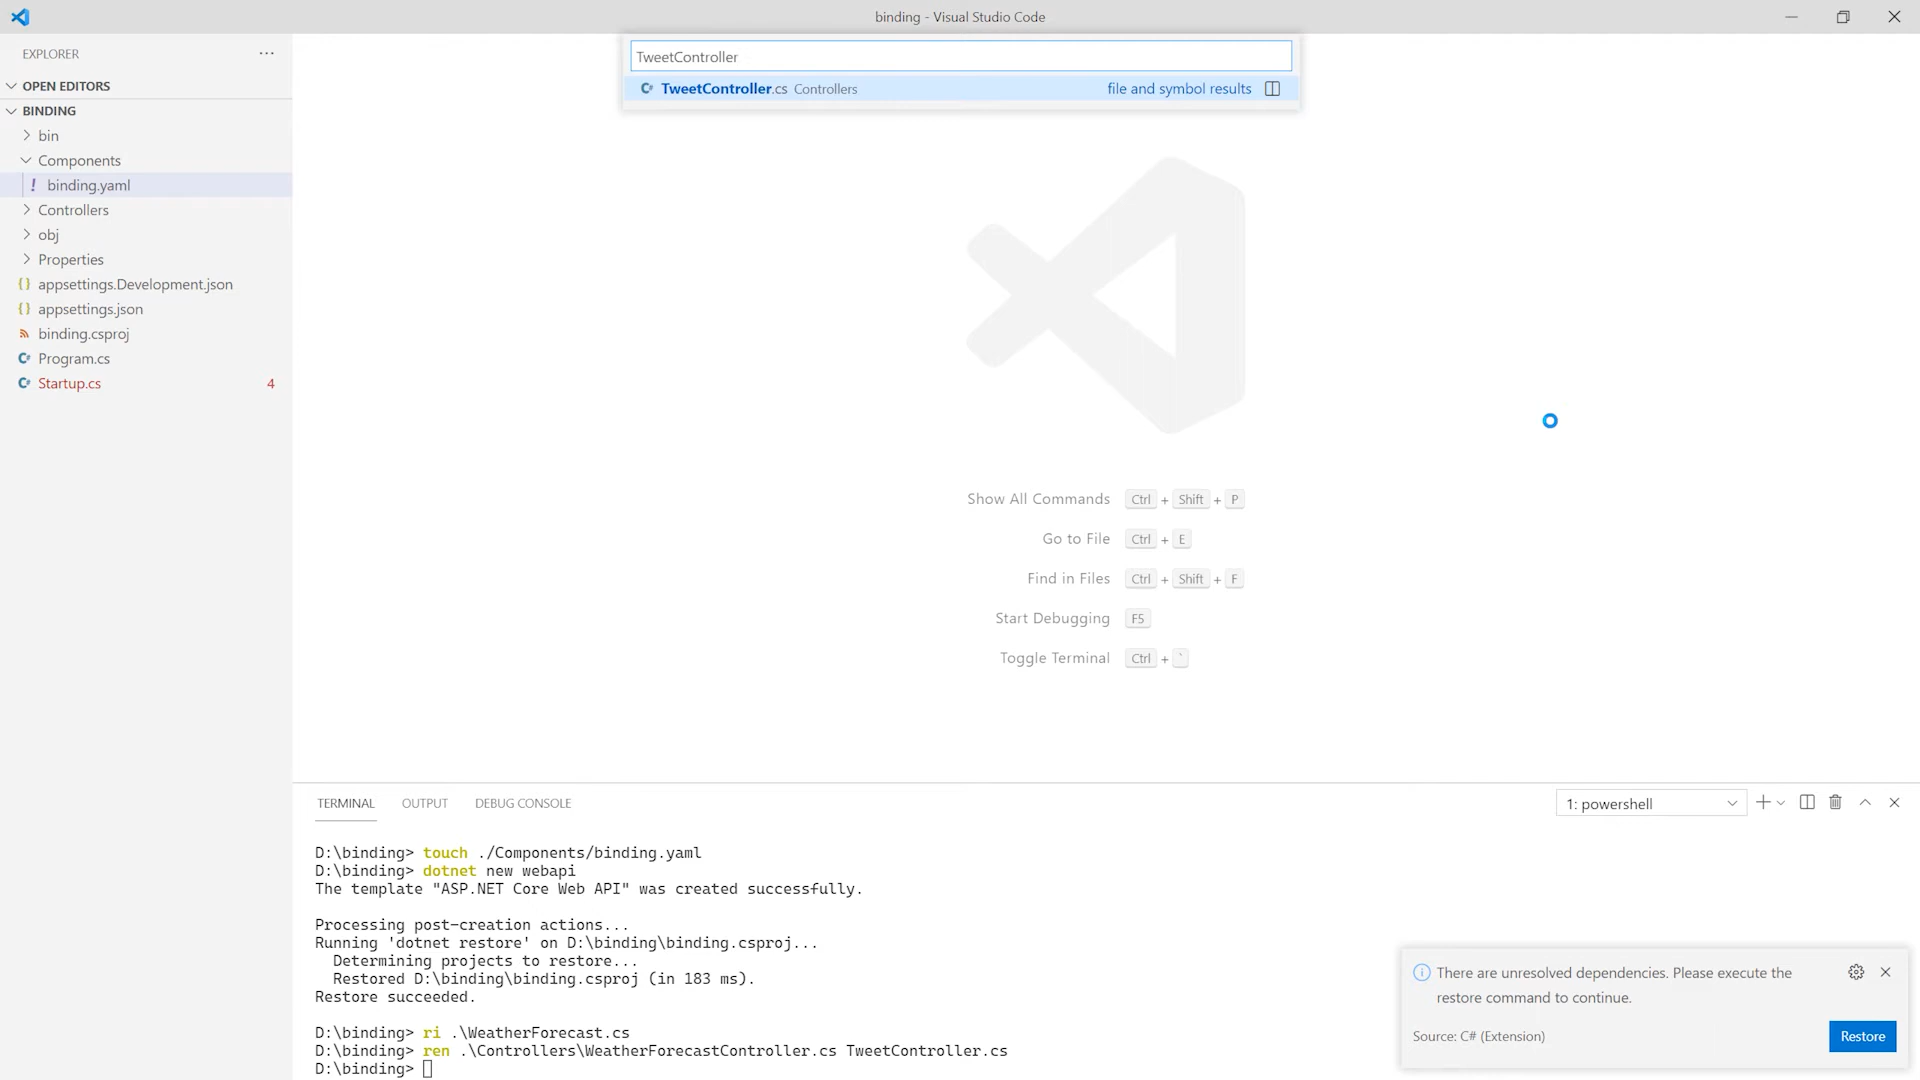 binding - Visual Studio Code
EXPLORER
OPEN EDITORS
BINDING
bin
Components
! binding.yaml
Controllers
obj
Properties
{} appsettings.Development.json
{} appsettings.json
binding.csproj
C# Program.cs
C# Startup.cs 4
TweetController
C# TweetController.cs Controllers file and symbol results
Show All Commands Ctrl + Shift + P
Go to File Ctrl + E
Find in Files Ctrl + Shift + F
Start Debugging F5
Toggle Terminal Ctrl + `
TERMINAL OUTPUT DEBUG CONSOLE 1: powershell
D:\binding> touch ./Components/binding.yaml
D:\binding> dotnet new webapi
The template "ASP.NET Core Web API" was created successfully.
Processing post-creation actions...
Running 'dotnet restore' on D:\binding\binding.csproj...
Determining projects to restore...
Restored D:\binding\binding.csproj (in 183 ms).
Restore succeeded.
D:\binding> ri .\WeatherForecast.cs
D:\binding> ren .\Controllers\WeatherForecastController.cs TweetController.cs
D:\binding>
There are unresolved dependencies. Please execute the
restore command to continue.
Source: C# (Extension) Restore